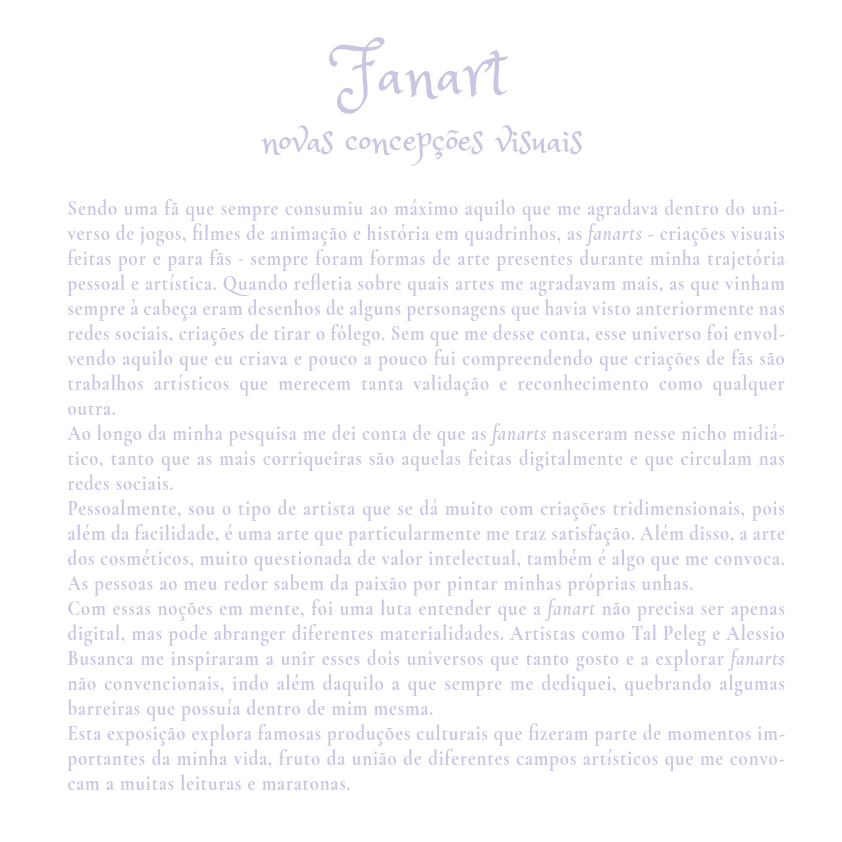 Fanart
novas concepções visuais
Sendo uma fã que sempre consumiu ao máximo aquilo que me agradava dentro do uni-
verso de jogos, filmes de animação e história em quadrinhos, as fanarts - criações visuais
feitas por e para fãs - sempre foram formas de arte presentes durante minha trajetória
pessoal e artística. Quando refletia sobre quais artes me agradavam mais, as que vinham
sempre à cabeça eram desenhos de alguns personagens que havia visto anteriormente nas
redes sociais, criações de tirar o fôlego. Sem que me desse conta, esse universo foi envol-
vendo aquilo que eu criava e pouco a pouco fui compreendendo que criações de fãs são
trabalhos artísticos que merecem tanta validação e reconhecimento como qualquer
outra.
Ao longo da minha pesquisa me dei conta de que as fanarts nasceram nesse nicho midiá-
tico, tanto que as mais corriqueiras são aquelas feitas digitalmente e que circulam nas
redes sociais.
Pessoalmente, sou o tipo de artista que se dá muito com criações tridimensionais, pois
além da facilidade, é uma arte que particularmente me traz satisfação. Além disso, a arte
dos cosméticos, muito questionada de valor intelectual, também é algo que me convoca.
As pessoas ao meu redor sabem da paixão por pintar minhas próprias unhas.
Com essas noções em mente, foi uma luta entender que a fanart não precisa ser apenas
digital, mas pode abranger diferentes materialidades. Artistas como Tal Peleg e Alessio
Busanca me inspiraram a unir esses dois universos que tanto gosto e a explorar fanarts
não convencionais, indo além daquilo a que sempre me dediquei, quebrando algumas
barreiras que possuía dentro de mim mesma.
Esta exposição explora famosas produções culturais que fizeram parte de momentos im-
portantes da minha vida, fruto da união de diferentes campos artísticos que me convo-
cam a muitas leituras e maratonas.